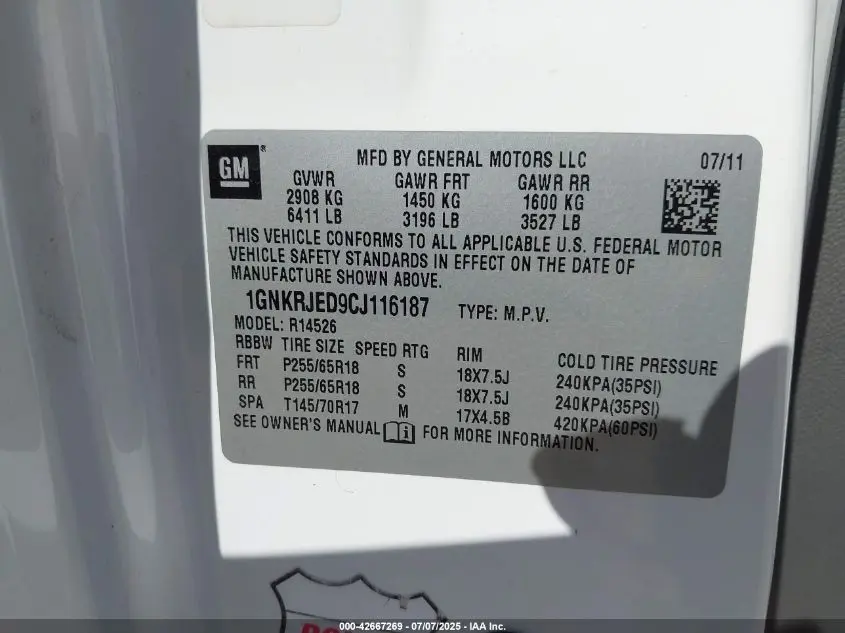 GM ®
MFD BY GENERAL MOTORS LLC 07/11
GVWR GAWR FRT GAWR RR
2908 KG 1450 KG 1600 KG
6411 LB 3196 LB 3527 LB
THIS VEHICLE CONFORMS TO ALL APPLICABLE U.S. FEDERAL MOTOR
VEHICLE SAFETY STANDARDS IN EFFECT ON THE DATE OF
MANUFACTURE SHOWN ABOVE.
1GNKRJED9CJ116187 TYPE: M.P.V.
MODEL: R14526
RBBW TIRE SIZE SPEED RTG RIM COLD TIRE PRESSURE
FRT P255/65R18 S 18X7.5J 240KPA(35PSI)
RR P255/65R18 S 18X7.5J 240KPA(35PSI)
SPA T145/70R17 M 17X4.5B 420KPA(60PSI)
SEE OWNER'S MANUAL FOR MORE INFORMATION.
000-42667269 | 07/07/2025 - IAA Inc.